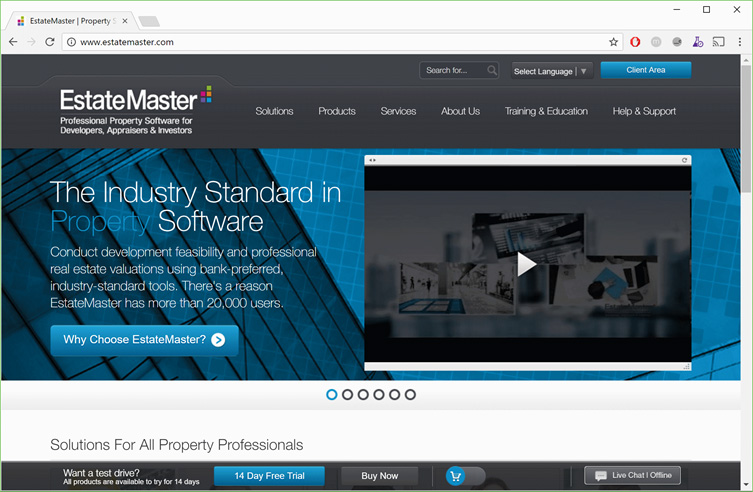 EstateMaster | Property S
www.estatemaster.com
Search for...
Select Language | ▼
Client Area
EstateMaster
Professional Property Software for
Developers, Appraisers & Investors
Solutions
Products
Services
About Us
Training & Education
Help & Support
The Industry Standard in
Property Software
Conduct development feasibility and professional
real estate valuations using bank-preferred,
industry-standard tools. There's a reason
EstateMaster has more than 20,000 users.
Why Choose EstateMaster?
Solutions For All Property Professionals
Want a test drive?
All products are available to try for 14 days
14 Day Free Trial
Buy Now
Live Chat | Offline